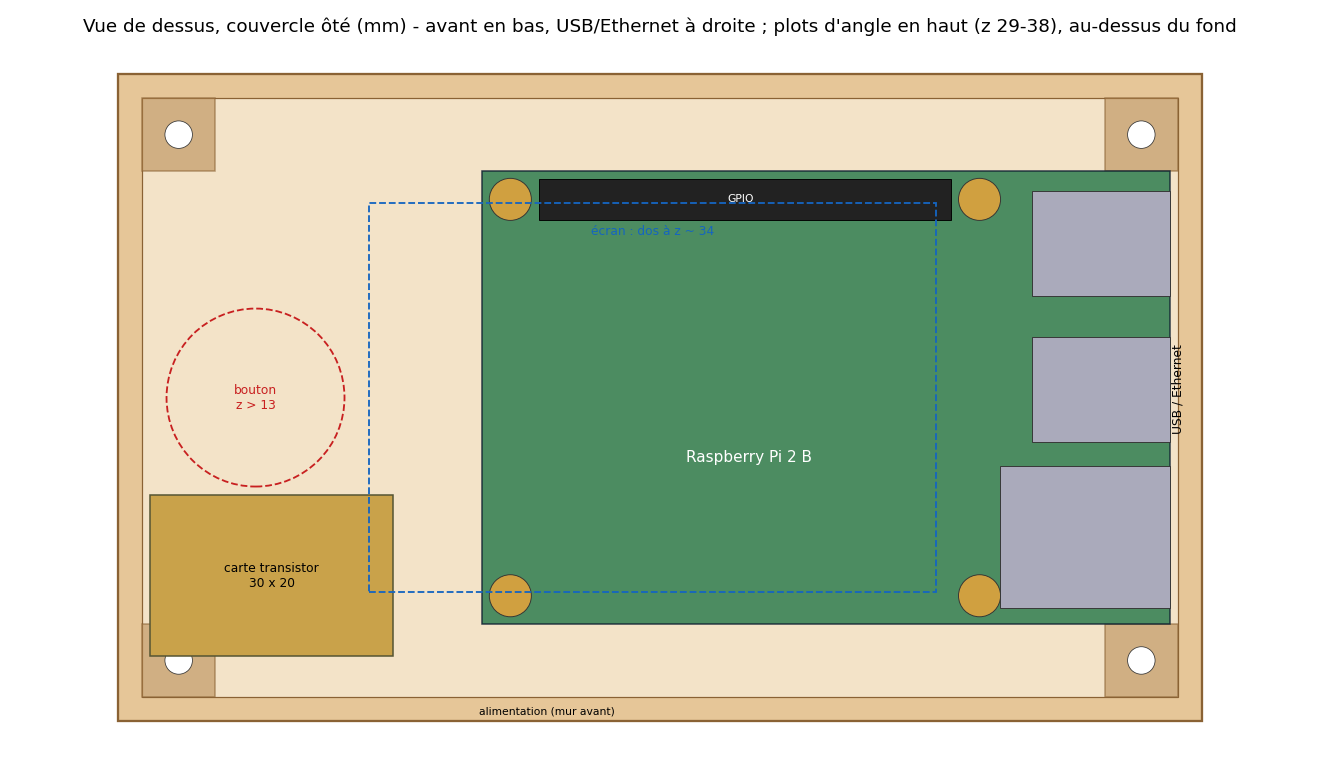 Vue de dessus, couvercle ôté (mm) - avant en bas, USB/Ethernet à droite ; plots d'angle en haut (z 29-38), au-dessus du fond
GPIO
écran : dos à z ~ 34
bouton
z > 13
USB / Ethernet
Raspberry Pi 2 B
carte transistor
30 x 20
alimentation (mur avant)